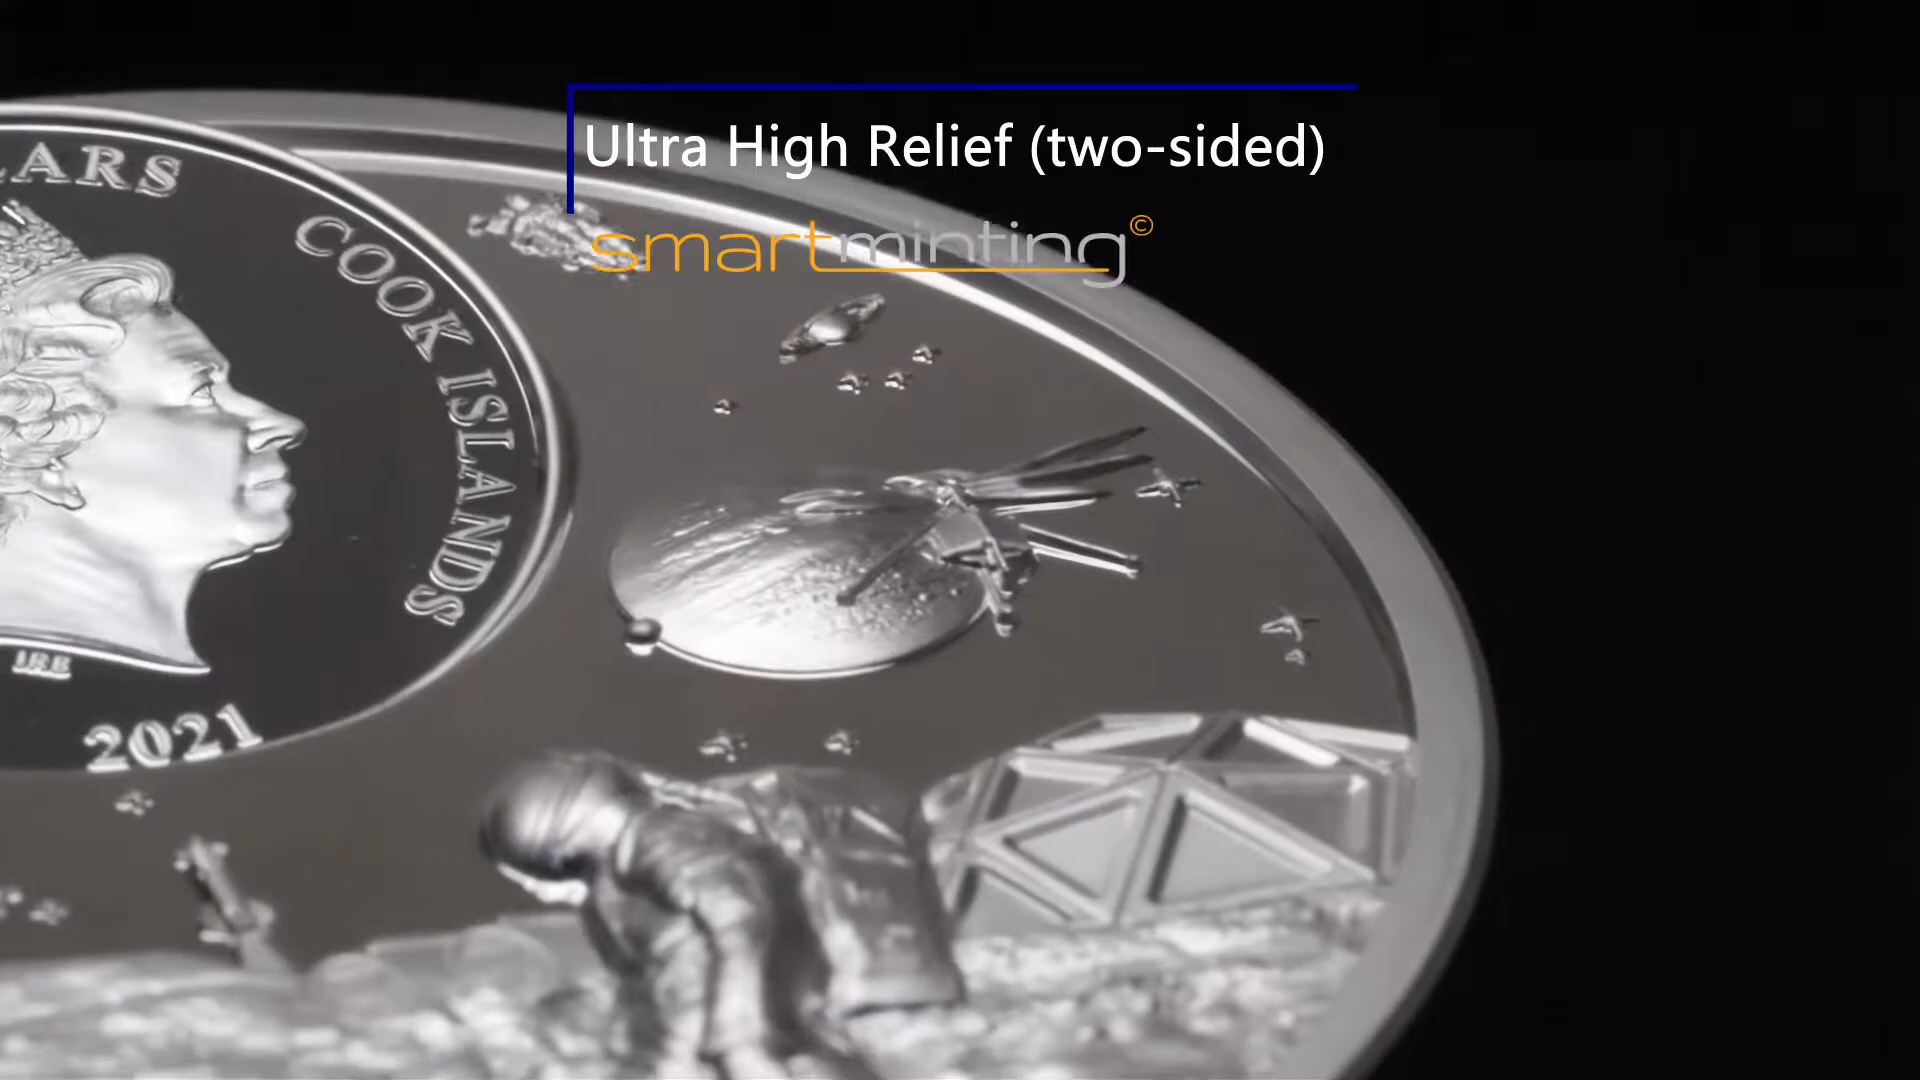 Ultra High Relief (two-sided)
smartminting©
LARS
COOK ISLANDS
IRB
2021